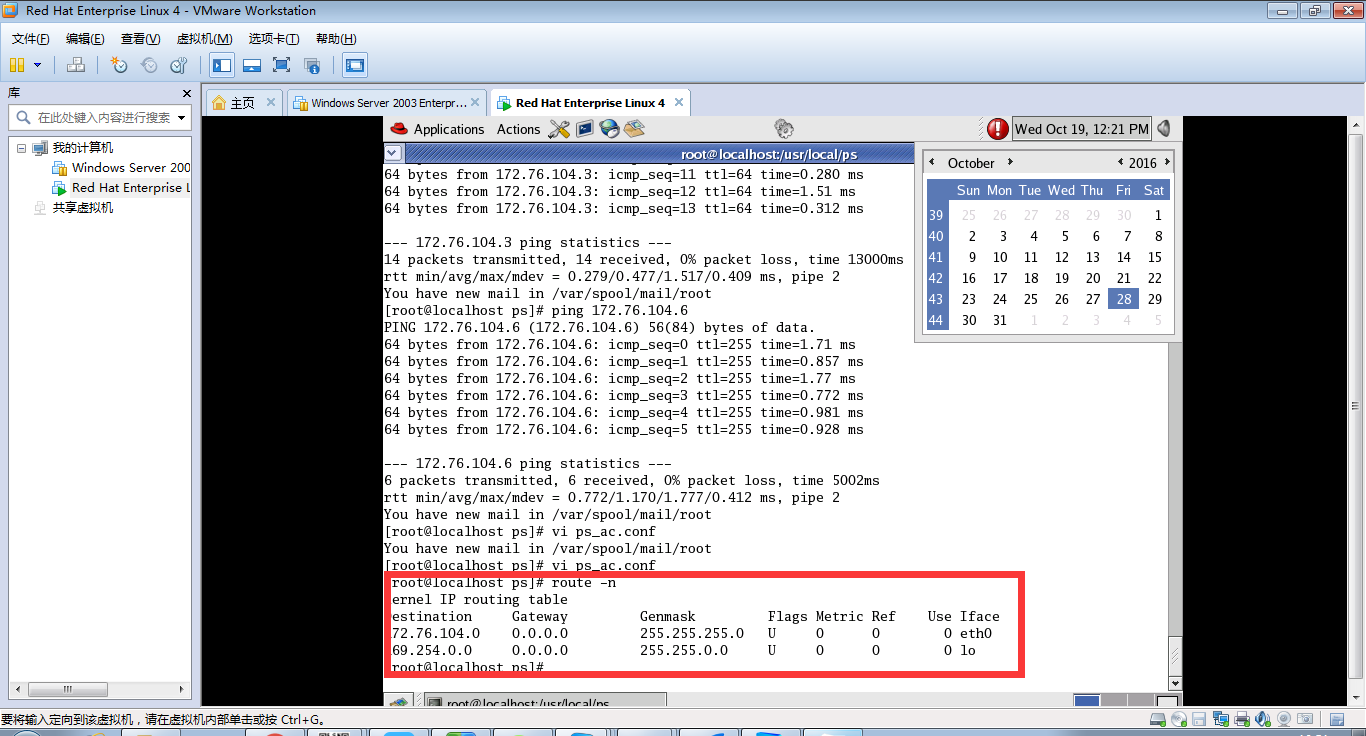 Red Hat Enterprise Linux 4 - VMware Workstation
文件(F) 编辑(E) 查看(V) 虚拟机(M) 选项卡(T) 帮助(H)
库
在此处键入内容进行搜索
我的计算机
Windows Server 200
Red Hat Enterprise L
共享虚拟机
主页 Windows Server 2003 Enterpr... Red Hat Enterprise Linux 4
Applications Actions Wed Oct 19, 12:21 PM
root@localhost:/usr/local/ps
64 bytes from 172.76.104.3: icmp_seq=11 ttl=64 time=0.280 ms
64 bytes from 172.76.104.3: icmp_seq=12 ttl=64 time=1.51 ms
64 bytes from 172.76.104.3: icmp_seq=13 ttl=64 time=0.312 ms
--- 172.76.104.3 ping statistics ---
14 packets transmitted, 14 received, 0% packet loss, time 13000ms
rtt min/avg/max/mdev = 0.279/0.477/1.517/0.409 ms, pipe 2
You have new mail in /var/spool/mail/root
[root@localhost ps]# ping 172.76.104.6
PING 172.76.104.6 (172.76.104.6) 56(84) bytes of data.
64 bytes from 172.76.104.6: icmp_seq=0 ttl=255 time=1.71 ms
64 bytes from 172.76.104.6: icmp_seq=1 ttl=255 time=0.857 ms
64 bytes from 172.76.104.6: icmp_seq=2 ttl=255 time=1.77 ms
64 bytes from 172.76.104.6: icmp_seq=3 ttl=255 time=0.772 ms
64 bytes from 172.76.104.6: icmp_seq=4 ttl=255 time=0.981 ms
64 bytes from 172.76.104.6: icmp_seq=5 ttl=255 time=0.928 ms
--- 172.76.104.6 ping statistics ---
6 packets transmitted, 6 received, 0% packet loss, time 5002ms
rtt min/avg/max/mdev = 0.772/1.170/1.777/0.412 ms, pipe 2
You have new mail in /var/spool/mail/root
[root@localhost ps]# vi ps_ac.conf
You have new mail in /var/spool/mail/root
[root@localhost ps]# vi ps_ac.conf
[root@localhost ps]# route -n
ernel IP routing table
estination Gateway Genmask Flags Metric Ref Use Iface
72.76.104.0 0.0.0.0 255.255.255.0 U 0 0 0 eth0
69.254.0.0 0.0.0.0 255.255.0.0 U 0 0 0 lo
[root@localhost ps]#
October 2016
Sun Mon Tue Wed Thu Fri Sat
39 25 26 27 28 29 30 1
40 2 3 4 5 6 7 8
41 9 10 11 12 13 14 15
42 16 17 18 19 20 21 22
43 23 24 25 26 27 28 29
44 30 31 1 2 3 4 5
root@localhost:/usr/local/ps
要将输入定向到该虚拟机，请在虚拟机内部单击或按 Ctrl+G。